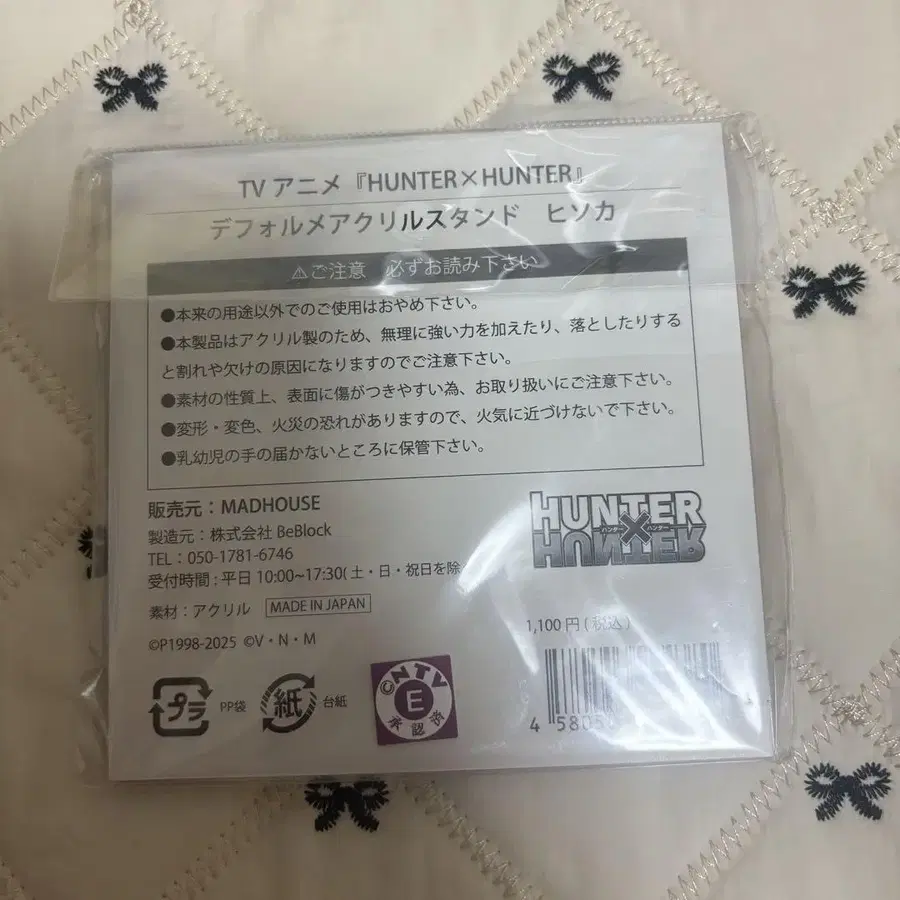 TV アニメ『HUNTER×HUNTER』
デフォルメアクリルスタンド ヒソカ
⚠ご注意 必ずお読み下さい
●本来の用途以外でのご使用はおやめ下さい。
●本製品はアクリル製のため、無理に強い力を加えたり、落としたりする
と割れや欠けの原因になりますのでご注意下さい。
●素材の性質上、表面に傷がつきやすい為、お取り扱いにご注意下さい。
●変形・変色、火災の恐れがありますので、火気に近づけないで下さい。
●乳幼児の手の届かないところに保管下さい。
販売元：MADHOUSE
製造元：株式会社 BeBlock
TEL：050-1781-6746
受付時間：平日 10:00~17:30(土・日・祝日を除
素材：アクリル MADE IN JAPAN
©P1998-2025 ©V・N・M
HUNTER
ハンター×ハンター
HUNTER
1,100円(税込)
プラ PP袋 紙 台紙
CNTV
E
承認済
4 5805